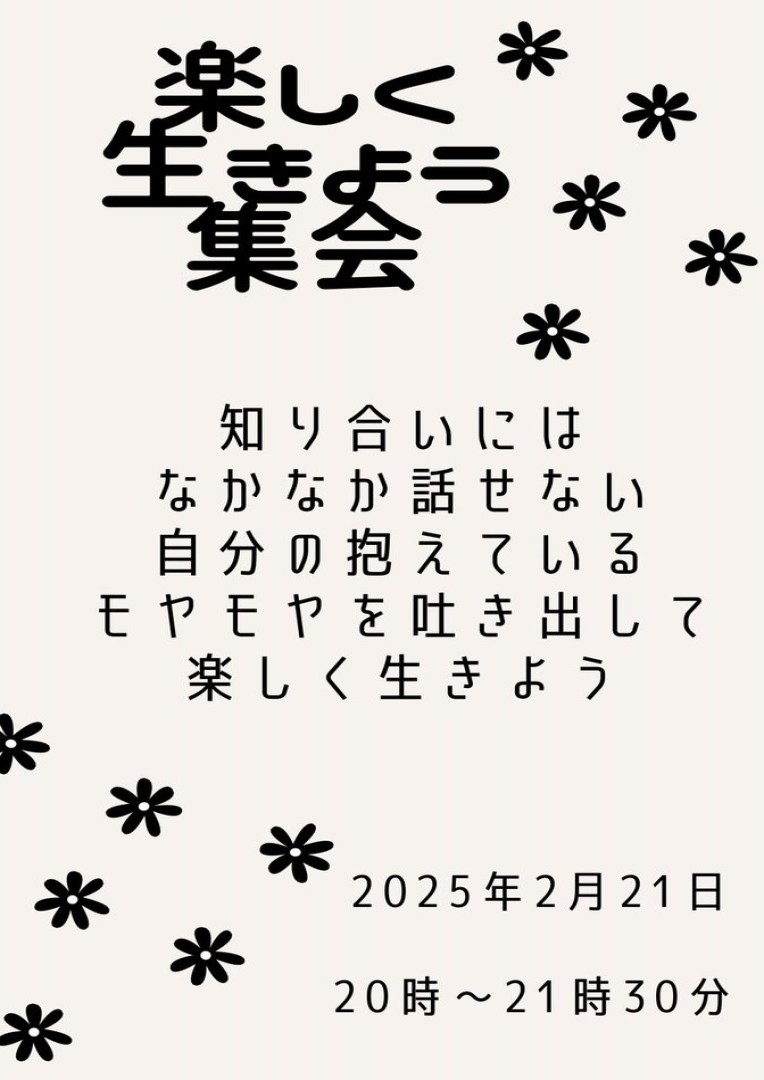 楽しく
生きよう
集会
知り合いには
なかなか話せない
自分の抱えている
モヤモヤを吐き出して
楽しく生きよう
2025年2月21日
20時〜21時30分